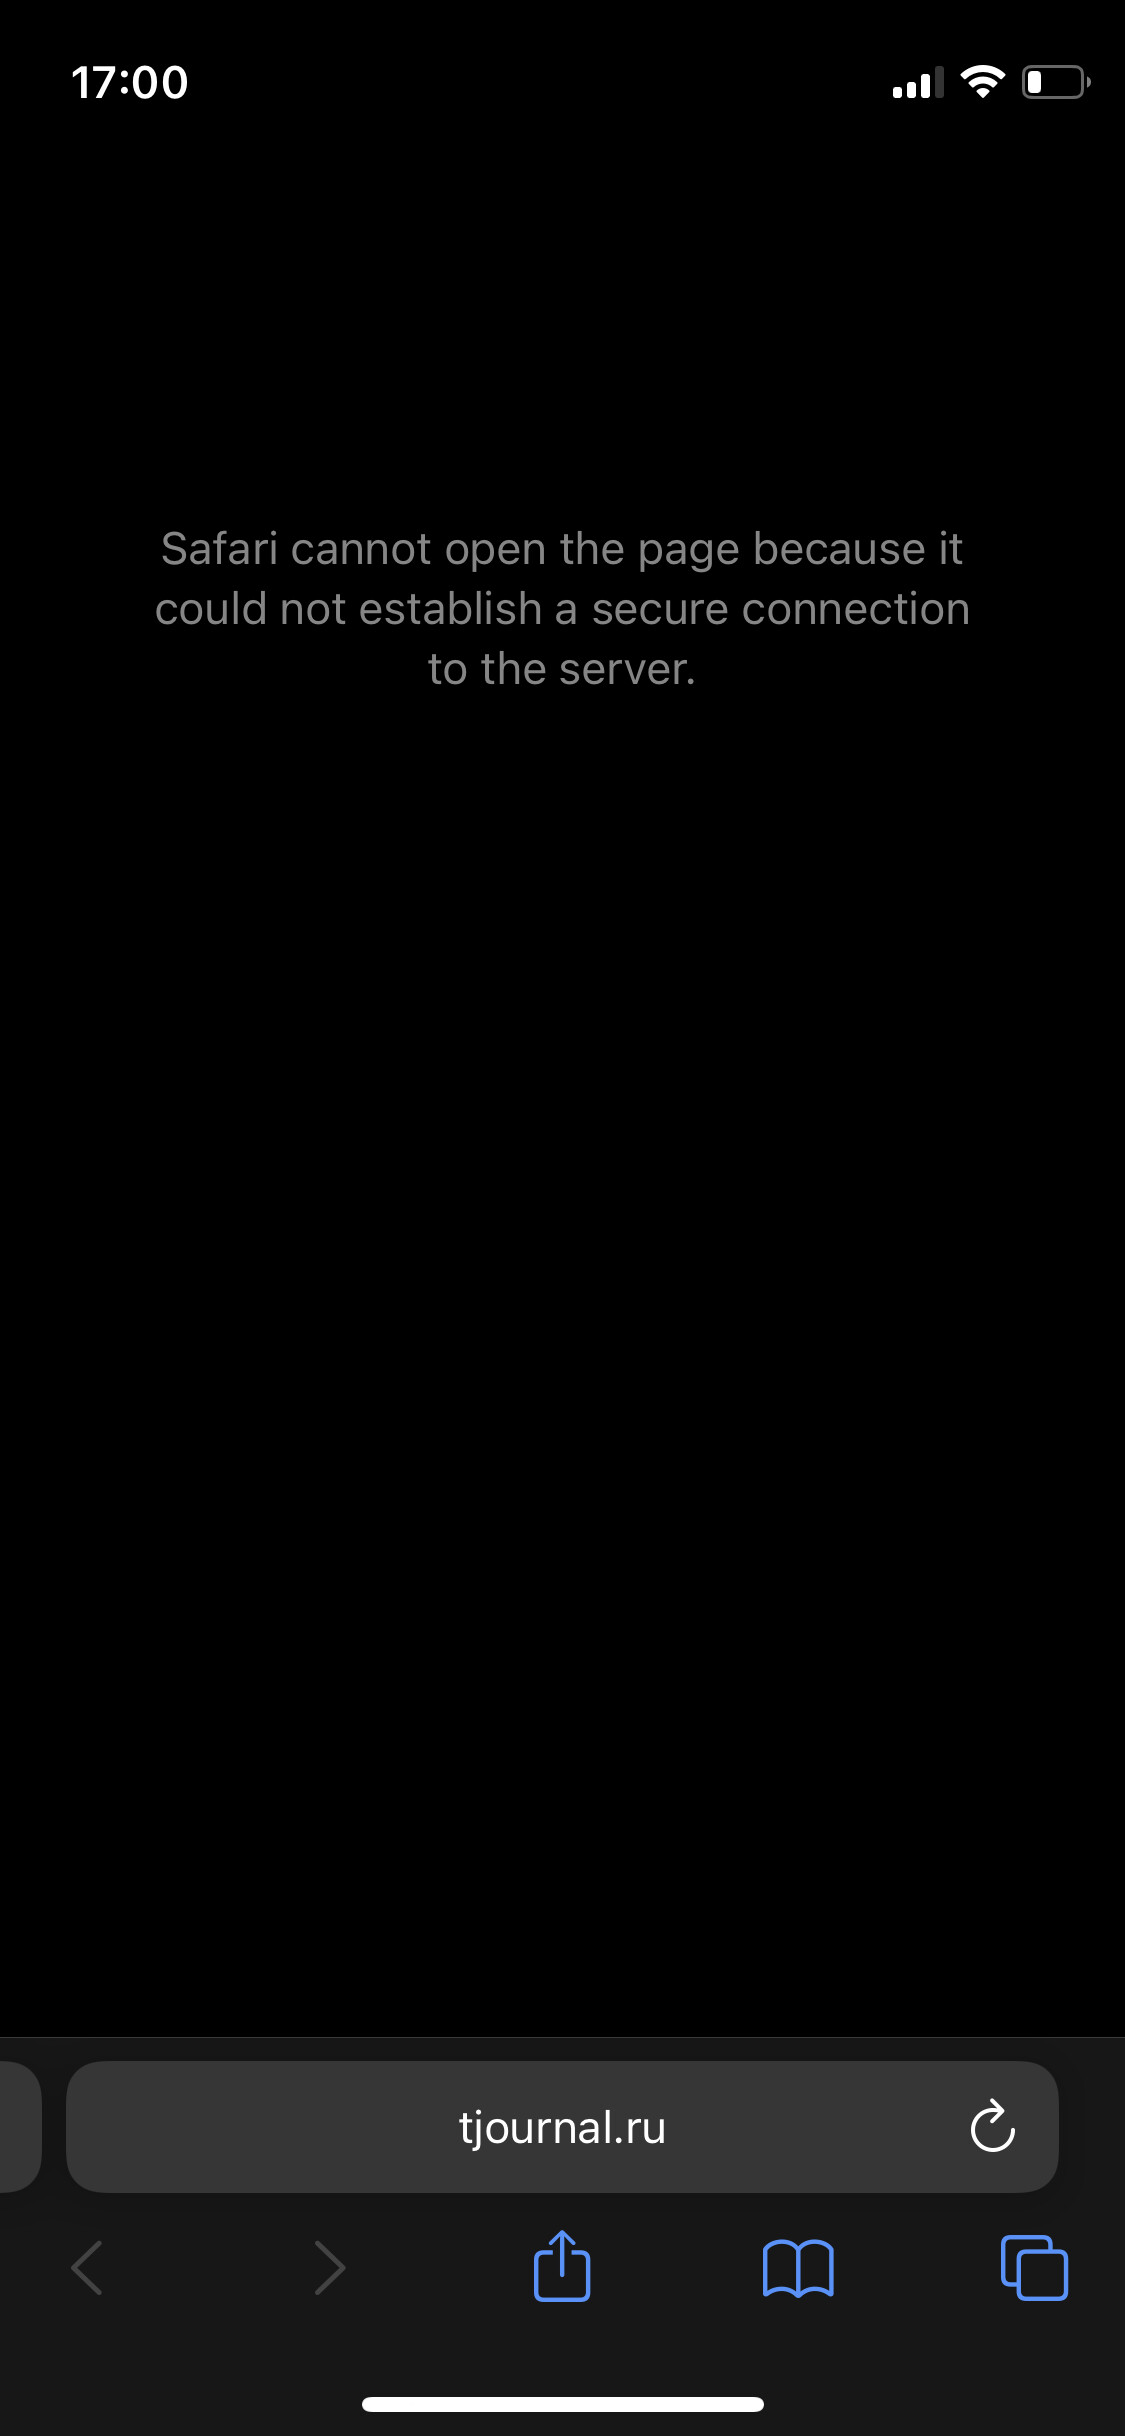 17:00
Safari cannot open the page because it
could not establish a secure connection
to the server.
tjournal.ru